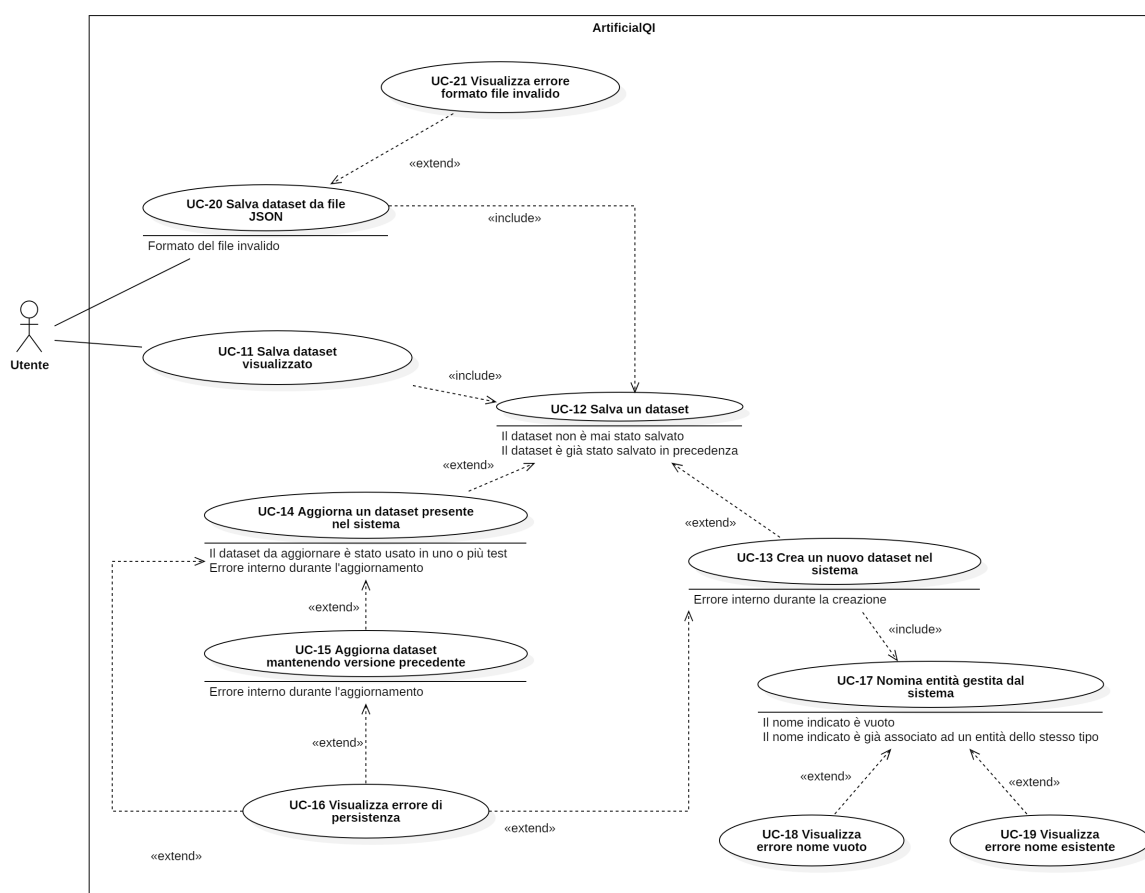 ArtificialQI
UC-21 Visualizza errore
formato file invalido
«extend»
UC-20 Salva dataset da file
JSON
«include»
Formato del file invalido
Utente
UC-11 Salva dataset
visualizzato
«include»
UC-12 Salva un dataset
Il dataset non è mai stato salvato
Il dataset è già stato salvato in precedenza
«extend»
UC-14 Aggiorna un dataset presente
nel sistema
Il dataset da aggiornare è stato usato in uno o più test
Errore interno durante l'aggiornamento
«extend»
UC-13 Crea un nuovo dataset nel
sistema
Errore interno durante la creazione
«extend»
«include»
UC-15 Aggiorna dataset
mantenendo versione precedente
Errore interno durante l'aggiornamento
UC-17 Nomina entità gestita dal
sistema
Il nome indicato è vuoto
Il nome indicato è già associato ad un entità dello stesso tipo
«extend»
«extend»
«extend»
UC-16 Visualizza errore di
persistenza
«extend»
«extend»
UC-18 Visualizza
errore nome vuoto
UC-19 Visualizza
errore nome esistente